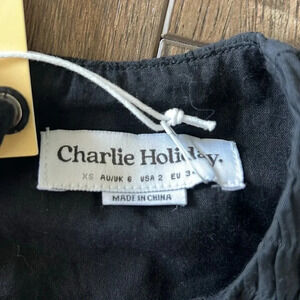 Charlie Holiday.
XS AU/UK 6 USA 2 EU
MADE IN CHINA